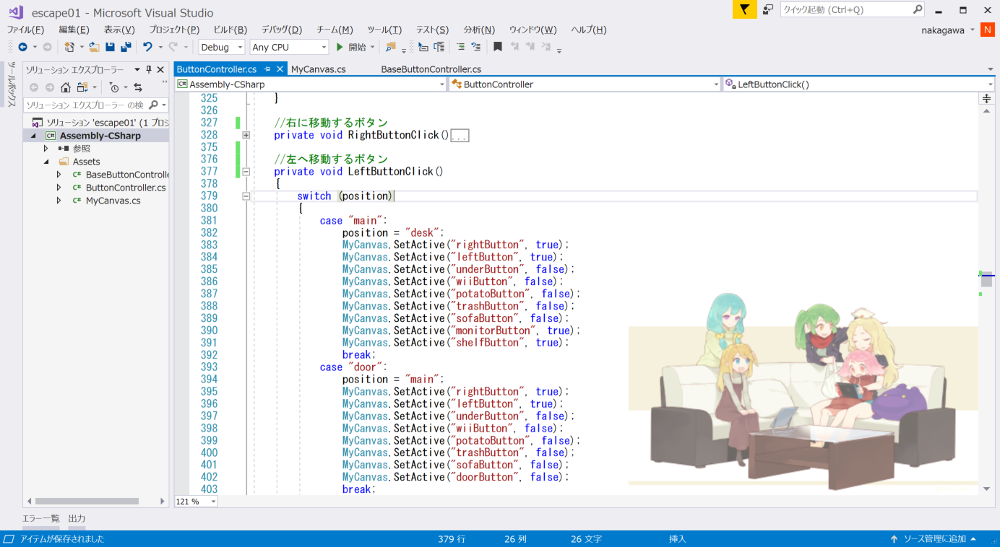 escape01 - Microsoft Visual Studio
クイック起動 (Ctrl+Q)
ファイル(F) 編集(E) 表示(V) プロジェクト(P) ビルド(B) デバッグ(D) チーム(M) ツール(T) テスト(S) 分析(N) ウィンドウ(W) ヘルプ(H)
nakagawa N
Debug Any CPU 開始
ツールボックス
ソリューション エクスプローラー
ソリューション エクスプローラー の検
ソリューション 'escape01' (1 プロジ
C# Assembly-CSharp
参照
Assets
C# BaseButtonControlle
C# ButtonController.cs
C# MyCanvas.cs
ButtonController.cs MyCanvas.cs BaseButtonController.cs
C# Assembly-CSharp ButtonController LeftButtonClick()
325 }
326
327 //右に移動するボタン
328 private void RightButtonClick()...
375
376 //左へ移動するボタン
377 private void LeftButtonClick()
378 {
379 switch (position)
380 {
381 case "main":
382 position = "desk";
383 MyCanvas.SetActive("rightButton", true);
384 MyCanvas.SetActive("leftButton", true);
385 MyCanvas.SetActive("underButton", false);
386 MyCanvas.SetActive("wiiButton", false);
387 MyCanvas.SetActive("potatoButton", false);
388 MyCanvas.SetActive("trashButton", false);
389 MyCanvas.SetActive("sofaButton", false);
390 MyCanvas.SetActive("monitorButton", true);
391 MyCanvas.SetActive("shelfButton", true);
392 break;
393 case "door":
394 position = "main";
395 MyCanvas.SetActive("rightButton", true);
396 MyCanvas.SetActive("leftButton", true);
397 MyCanvas.SetActive("underButton", false);
398 MyCanvas.SetActive("wiiButton", false);
399 MyCanvas.SetActive("potatoButton", false);
400 MyCanvas.SetActive("trashButton", false);
401 MyCanvas.SetActive("sofaButton", false);
402 MyCanvas.SetActive("doorButton", false);
403 break;
121 %
エラー一覧 出力
アイテムが保存されました 379 行 26 列 26 文字 挿入 ソース管理に追加